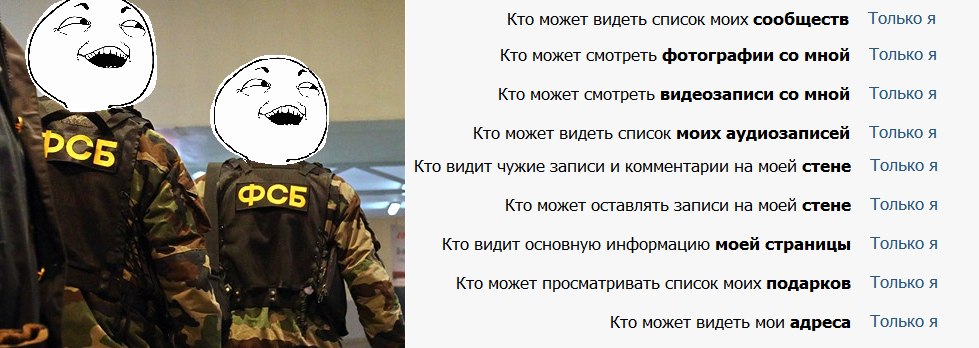 ФСБ
ФСБ
Кто может видеть список моих сообществ Только я
Кто может смотреть фотографии со мной Только я
Кто может смотреть видеозаписи со мной Только я
Кто может видеть список моих аудиозаписей Только я
Кто видит чужие записи и комментарии на моей стене Только я
Кто может оставлять записи на моей стене Только я
Кто видит основную информацию моей страницы Только я
Кто может просматривать список моих подарков Только я
Кто может видеть мои адреса Только я